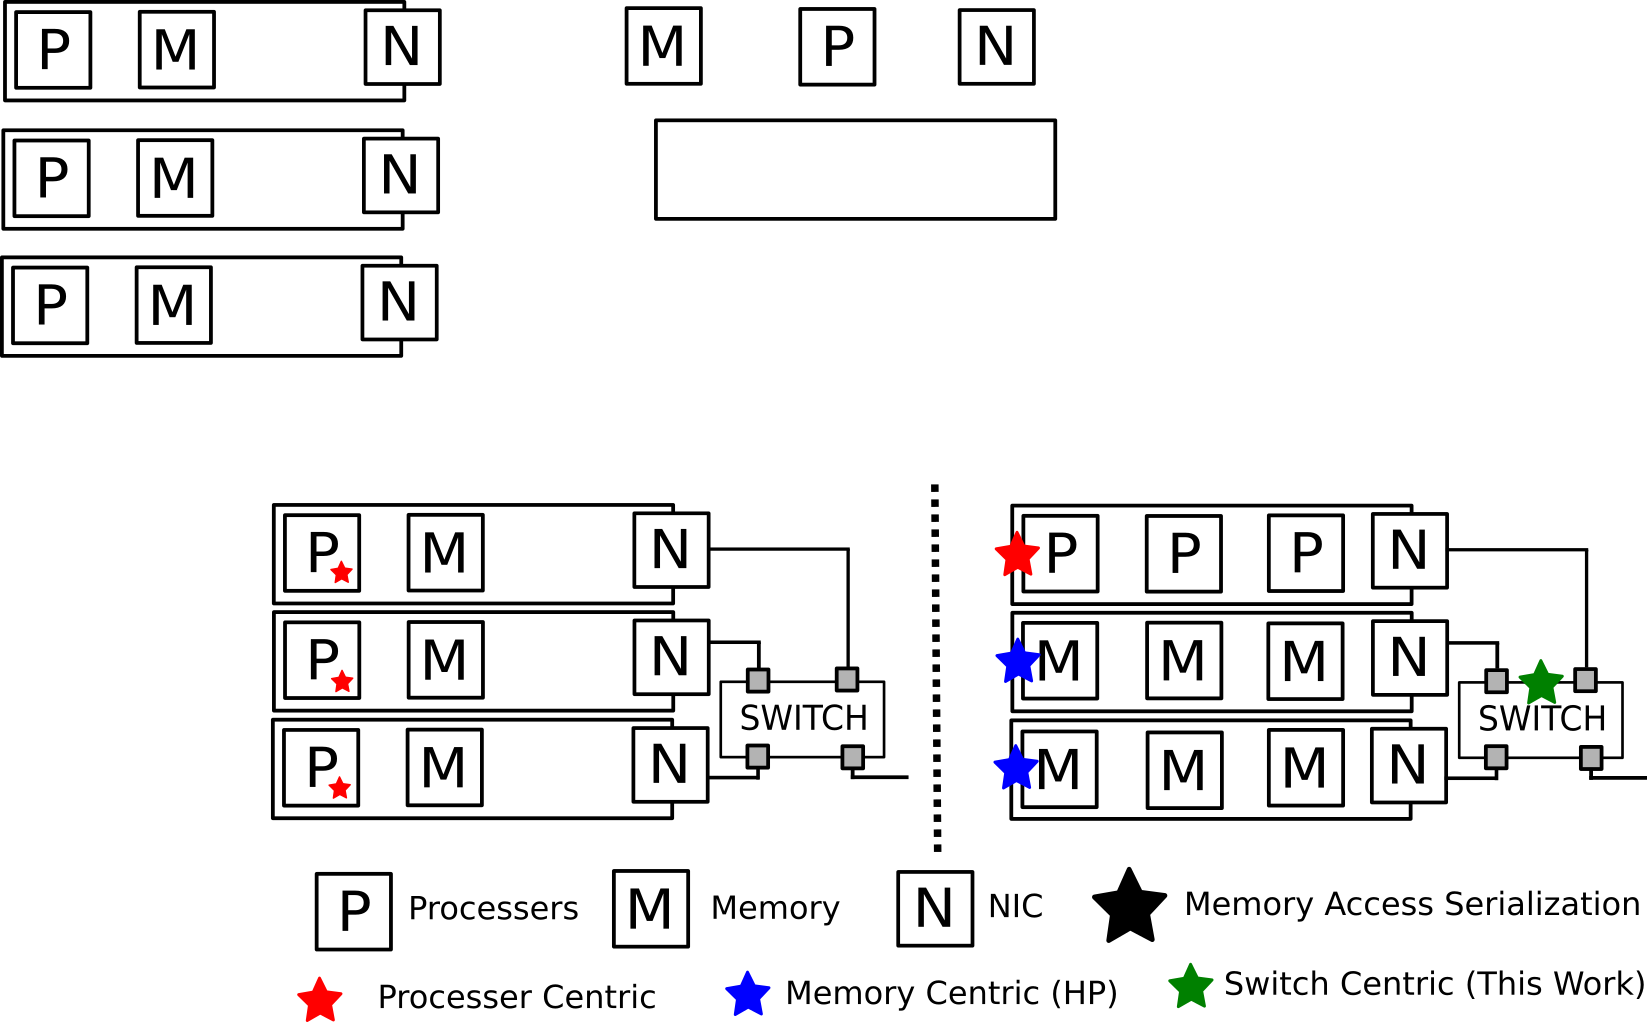 P M N M P N
P M N
P M N
P M N P P P N
P M N M M M N
SWITCH SWITCH
P M N M M M N
P Processers M Memory N NIC Memory Access Serialization
Processer Centric Memory Centric (HP) Switch Centric (This Work)